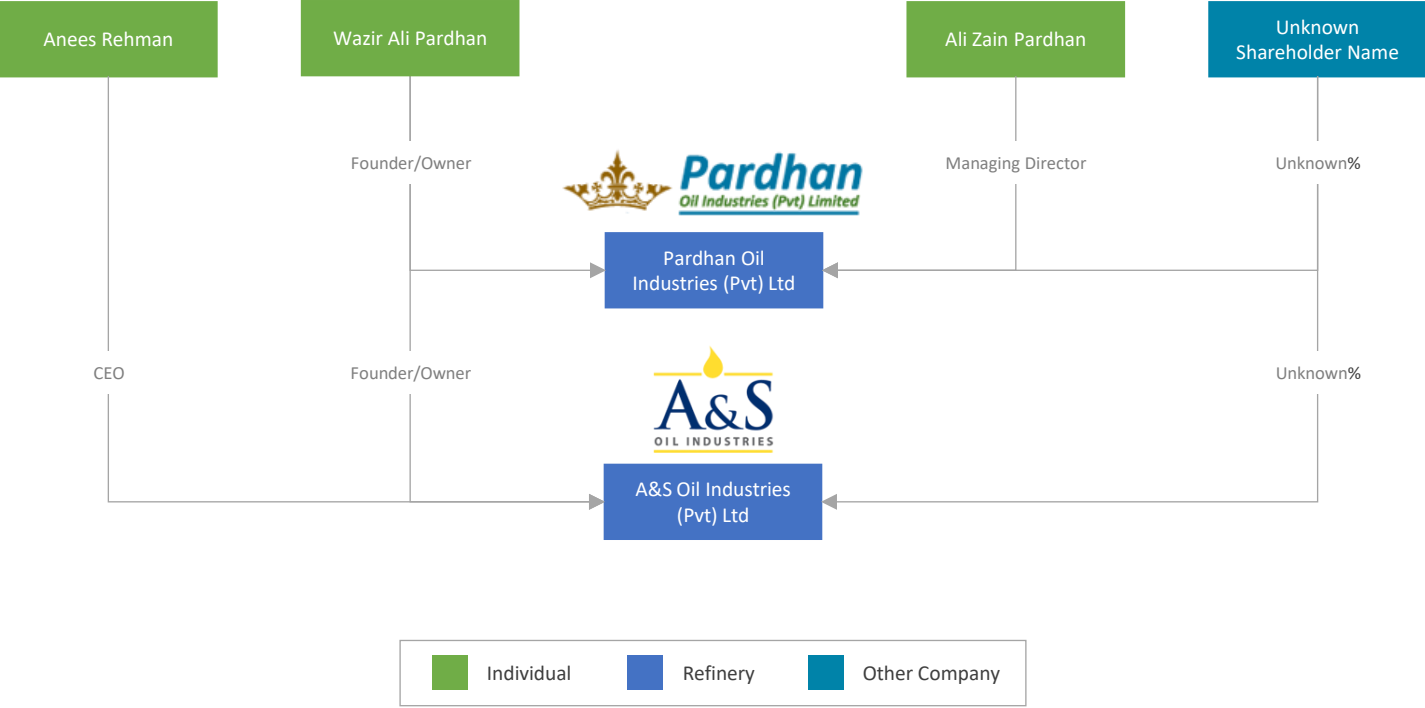 Anees Rehman
Wazir Ali Pardhan
Ali Zain Pardhan
Unknown
Shareholder Name
Founder/Owner
Pardhan
Oil Industries (Pvt) Limited
Managing Director
Unknown%
Pardhan Oil
Industries (Pvt) Ltd
CEO
Founder/Owner
A&S
OIL INDUSTRIES
Unknown%
A&S Oil Industries
(Pvt) Ltd
Individual
Refinery
Other Company